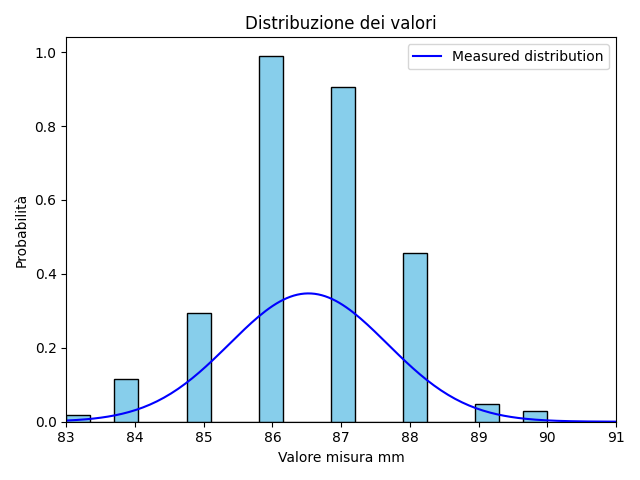 Distribuzione dei valori
Measured distribution
1.0
0.8
0.6
0.4
0.2
0.0
Probabilità
83 84 85 86 87 88 89 90 91
Valore misura mm